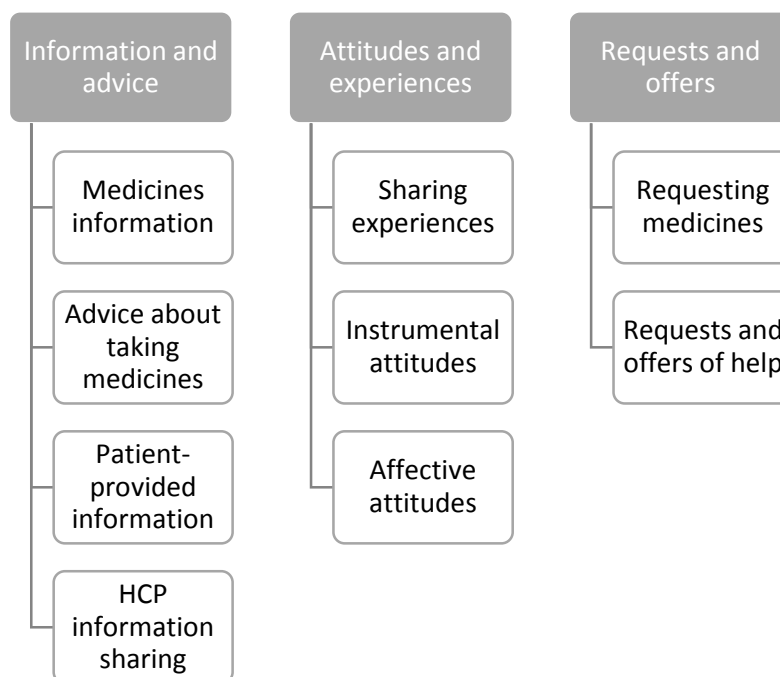 Information and
advice
Medicines
information
Advice about
taking
medicines
Patient-
provided
information
HCP
information
sharing
Attitudes and
experiences
Sharing
experiences
Instrumental
attitudes
Affective
attitudes
Requests and
offers
Requesting
medicines
Requests and
offers of help